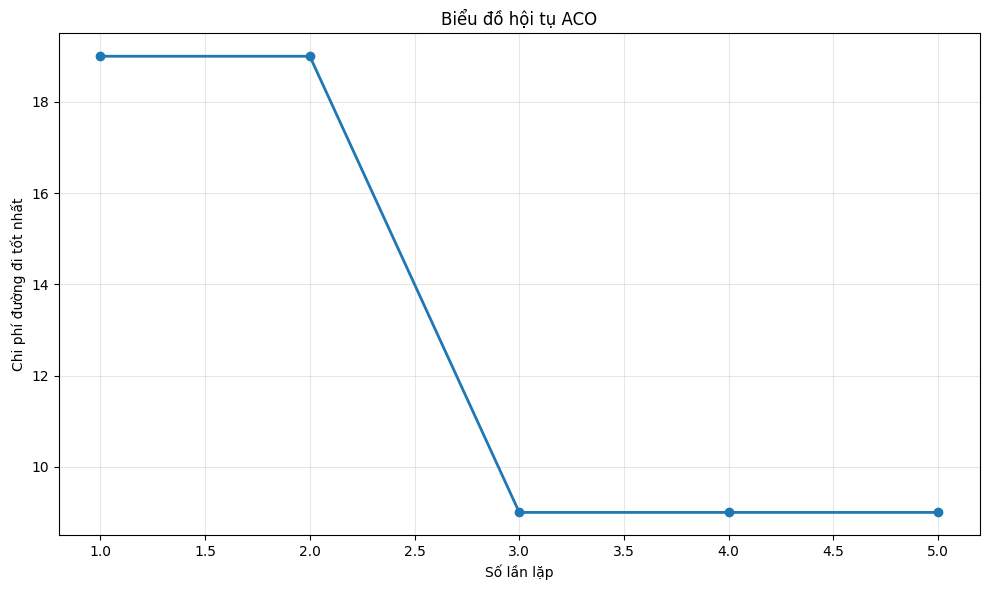 Biểu đồ hội tụ ACO
Chi phí đường đi tốt nhất
18
16
14
12
10
1.0 1.5 2.0 2.5 3.0 3.5 4.0 4.5 5.0
Số lần lặp